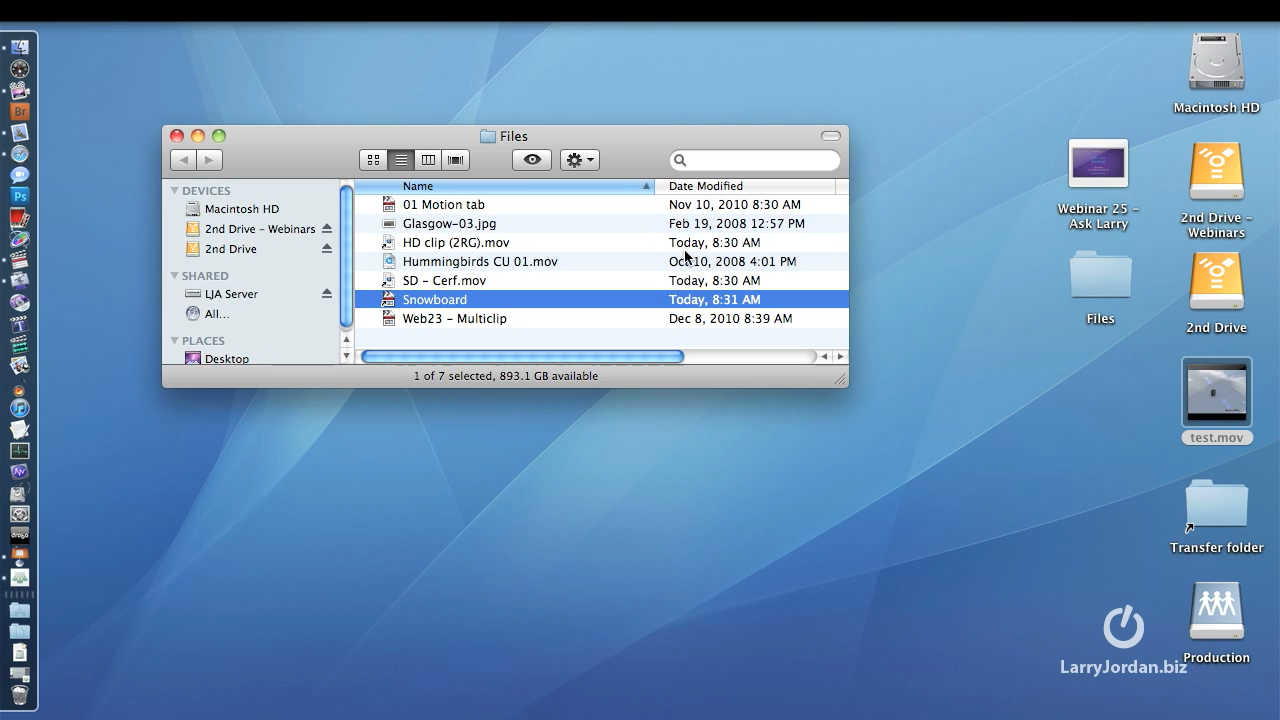 Files
DEVICES
Macintosh HD
2nd Drive – Webinars
2nd Drive
SHARED
LJA Server
All...
PLACES
Desktop
Name Date Modified
01 Motion tab Nov 10, 2010 8:30 AM
Glasgow-03.jpg Feb 19, 2008 12:57 PM
HD clip (2RG).mov Today, 8:30 AM
Hummingbirds CU 01.mov Oct 10, 2008 4:01 PM
SD – Cerf.mov Today, 8:30 AM
Snowboard Today, 8:31 AM
Web23 – Multiclip Dec 8, 2010 8:39 AM
1 of 7 selected, 893.1 GB available
Macintosh HD
Webinar 25 –
Ask Larry
2nd Drive –
Webinars
Files
2nd Drive
test.mov
Transfer folder
Production
LarryJordan.biz
Br
Ps